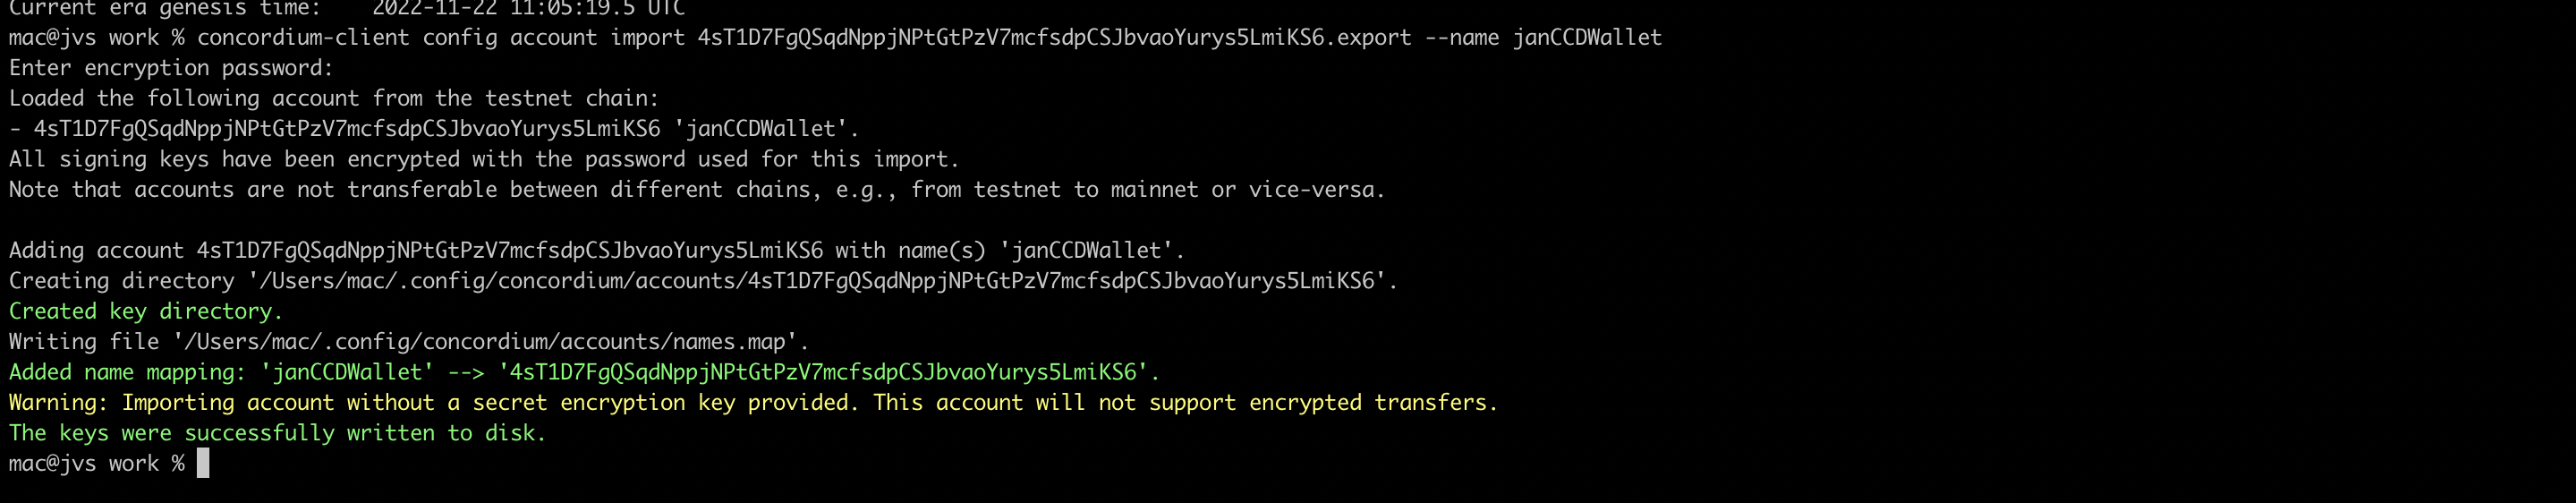 Current era genesis time:    2022-11-22 11:05:19.5 UTC
mac@jvs work % concordium-client config account import 4sT1D7FgQSqdNppjNPtGtPzV7mcfsdpCSJbvaoYurys5LmiKS6.export --name janCCDWallet
Enter encryption password:
Loaded the following account from the testnet chain:
- 4sT1D7FgQSqdNppjNPtGtPzV7mcfsdpCSJbvaoYurys5LmiKS6 'janCCDWallet'.
All signing keys have been encrypted with the password used for this import.
Note that accounts are not transferable between different chains, e.g., from testnet to mainnet or vice-versa.

Adding account 4sT1D7FgQSqdNppjNPtGtPzV7mcfsdpCSJbvaoYurys5LmiKS6 with name(s) 'janCCDWallet'.
Creating directory '/Users/mac/.config/concordium/accounts/4sT1D7FgQSqdNppjNPtGtPzV7mcfsdpCSJbvaoYurys5LmiKS6'.
Created key directory.
Writing file '/Users/mac/.config/concordium/accounts/names.map'.
Added name mapping: 'janCCDWallet' --> '4sT1D7FgQSqdNppjNPtGtPzV7mcfsdpCSJbvaoYurys5LmiKS6'.
Warning: Importing account without a secret encryption key provided. This account will not support encrypted transfers.
The keys were successfully written to disk.
mac@jvs work %